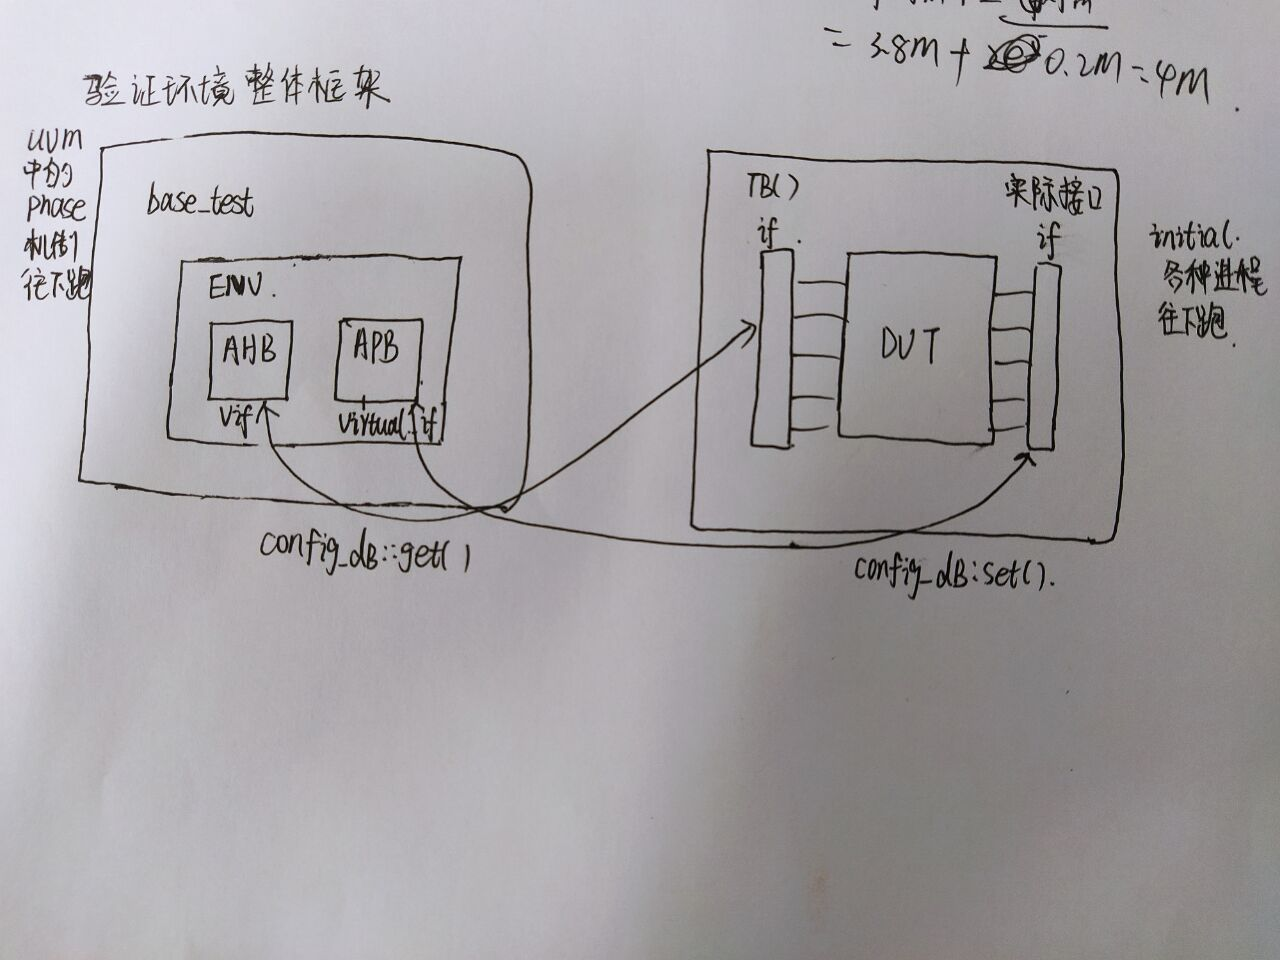 = 3.8M + 0.2M = 4M.
验证环境整体框架
UVM
中的
phase
机制
往下跑
base_test
ENV.
AHB
APB
vif
virtual if
config_dB::get()
TB()
实际接口
if.
if
DUT
initial.
各种进程
往下跑.
config_dB:set().